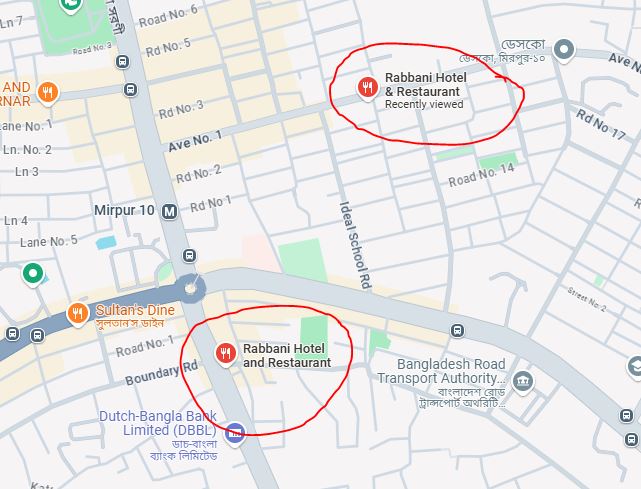 Ln 7
সরণী
Road No. 6
Road No. 5
Road No. 3
ডেসকো
ডেসকো, মিরপুর-১০
Rabbani Hotel
& Restaurant
Recently viewed
AND
Road No. 3
Lane No. 1
Ln. No. 2
Ave No. 1
Rd No 17
Ln 3
Rd No. 2
Road No. 14
Rd No 1
Mirpur 10
Ln 4
Lane No. 5
Ideal School Rd
Street No. 2
Sultan's Dine
সুলতান'স ডাইন
Road No. 1
Rabbani Hotel
and Restaurant
Boundary Rd
Bangladesh Road
Transport Authority...
বাংলাদেশ রোড
ট্রান্সপোর্ট অথরিটি...
Dutch-Bangla Bank
Limited (DBBL)
ডাচ-বাংলা
ব্যাংক লিমিটেড